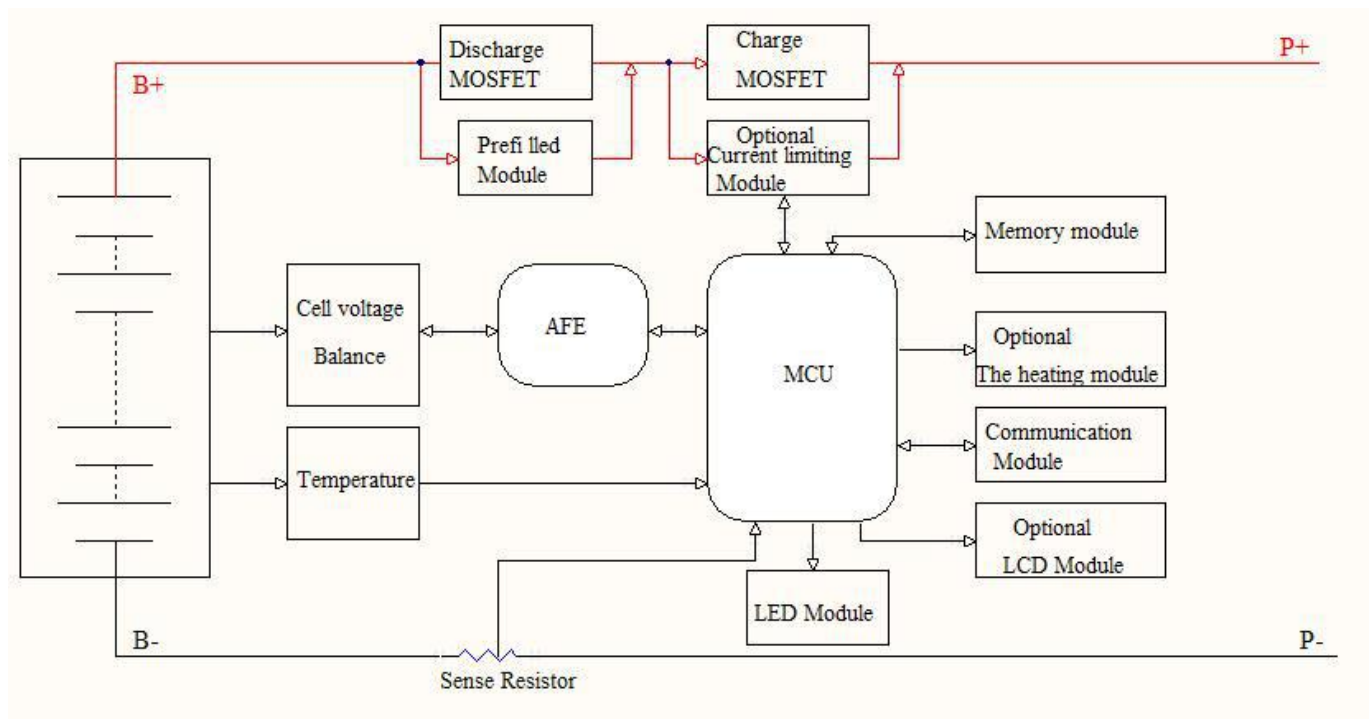 Discharge
MOSFET
Charge
MOSFET
P+
B+
Prefi lled
Module
Optional
Current limiting
Module
Memory module
Cell voltage
Balance
AFE
MCU
Optional
The heating module
Communication
Module
Temperature
Optional
LCD Module
LED Module
B-
P-
Sense Resistor